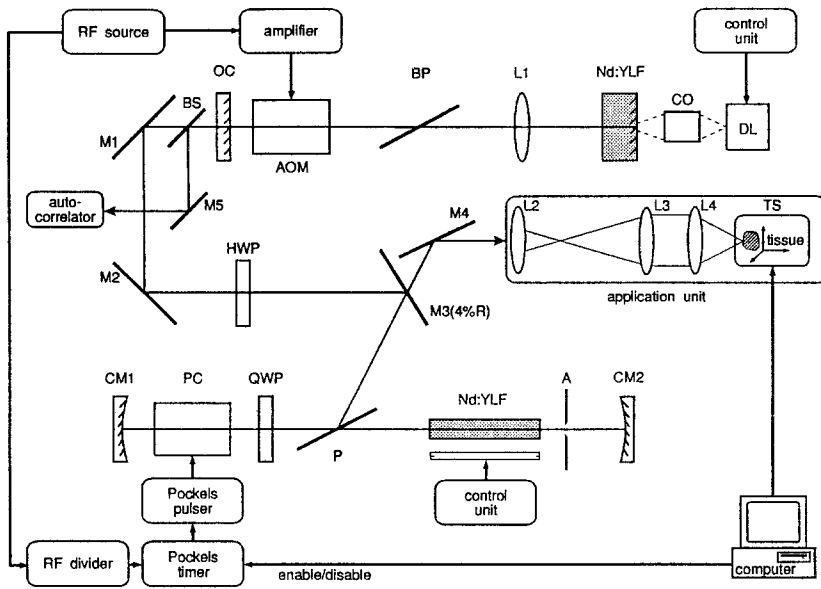 RF source
amplifier
control
unit
OC
BP
L1
Nd:YLF
CO
BS
M1
DL
AOM
auto-
correlator
M5
M4
L2
L3
L4
TS
tissue
HWP
M2
M3(4%R)
application unit
CM1
PC
QWP
Nd:YLF
A
CM2
P
Pockels
pulser
control
unit
RF divider
Pockels
timer
enable/disable
computer